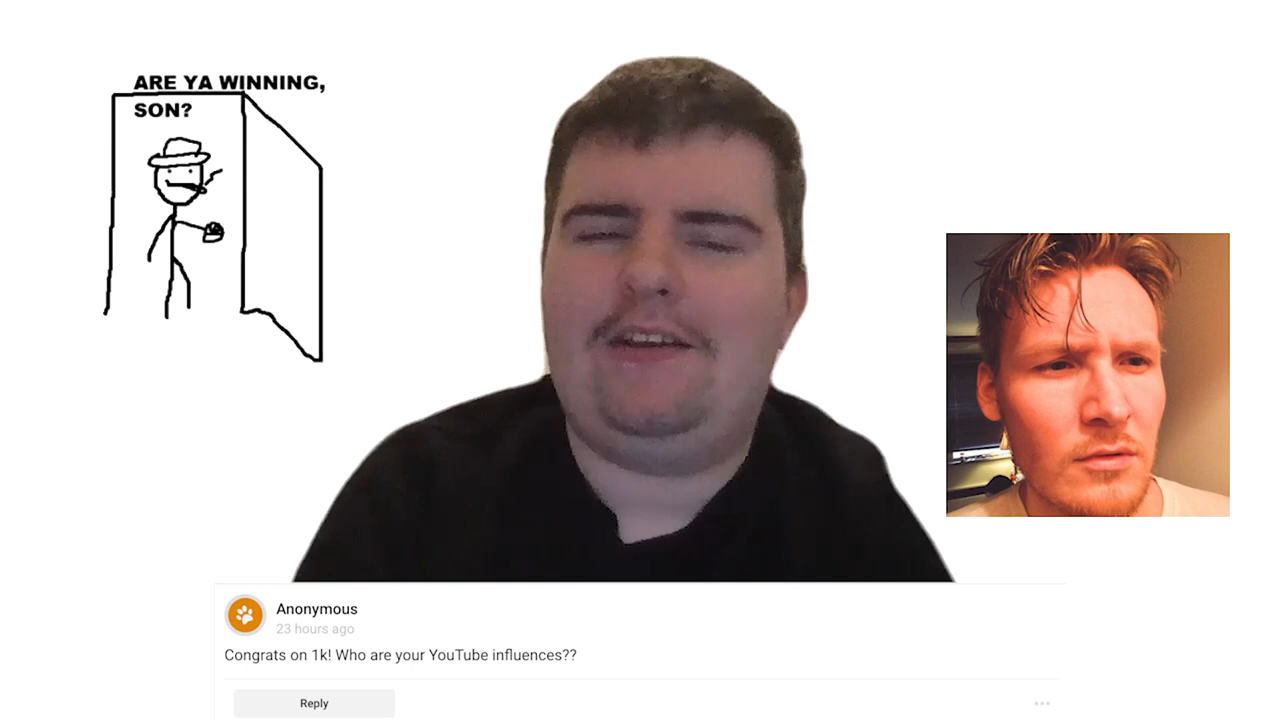 ARE YA WINNING,
SON?
Anonymous
23 hours ago
Congrats on 1k! Who are your YouTube influences??
Reply